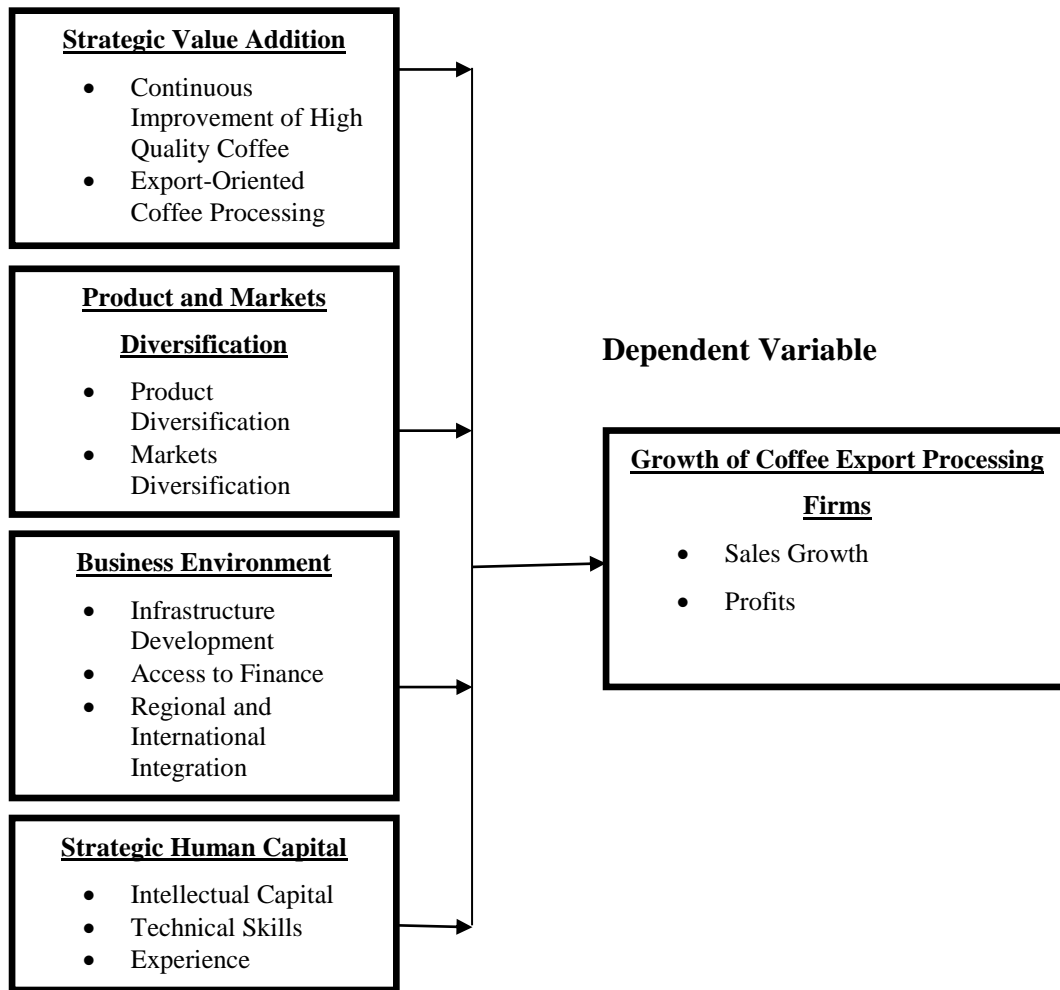 Strategic Value Addition
• Continuous
Improvement of High
Quality Coffee
• Export-Oriented
Coffee Processing
Product and Markets
Diversification
• Product
Diversification
• Markets
Diversification
Business Environment
• Infrastructure
Development
• Access to Finance
• Regional and
International
Integration
Strategic Human Capital
• Intellectual Capital
• Technical Skills
• Experience
Dependent Variable
Growth of Coffee Export Processing
Firms
• Sales Growth
• Profits